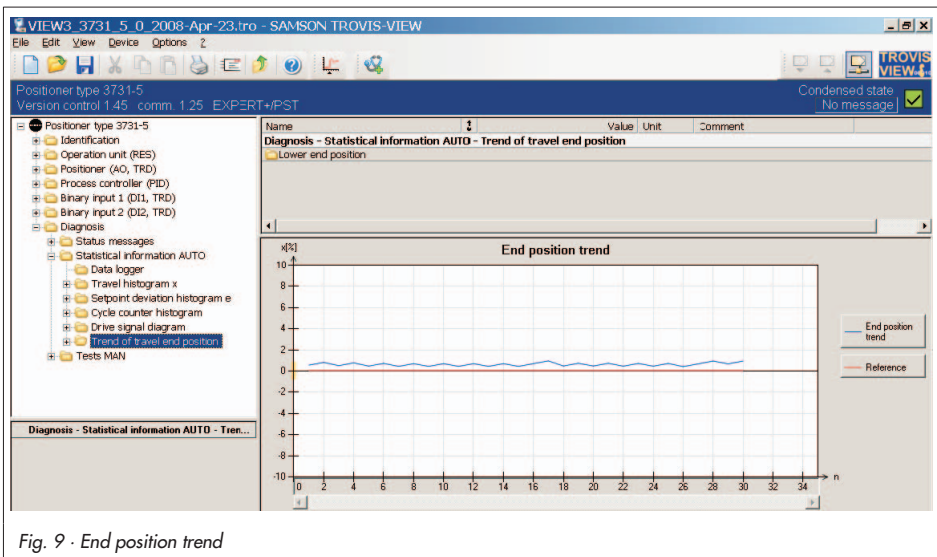 VIEW3_3731_5_0_2008-Apr-23.tro - SAMSON TROVIS-VIEW
File Edit View Device Options ?
TROVIS
VIEW
Positioner type 3731-5
Version control 1.45 comm. 1.25 EXPERT+/PST
Condensed state
No message
Positioner type 3731-5
Identification
Operation unit (RES)
Positioner (AO, TRD)
Process controller (PID)
Binary input 1 (DI1, TRD)
Binary input 2 (DI2, TRD)
Diagnosis
Status messages
Statistical information AUTO
Data logger
Travel histogram x
Setpoint deviation histogram e
Cycle counter histogram
Drive signal diagram
Trend of travel end position
Tests MAN
Diagnosis - Statistical information AUTO - Tren...
Name Value Unit Comment
Diagnosis - Statistical information AUTO - Trend of travel end position
Lower end position
End position trend
x[%]
10
8
6
4
2
0
-2
-4
-6
-8
-10
0 2 4 6 8 10 12 14 16 18 20 22 24 26 28 30 32 34
n
End position
trend
Reference
Fig. 9 · End position trend